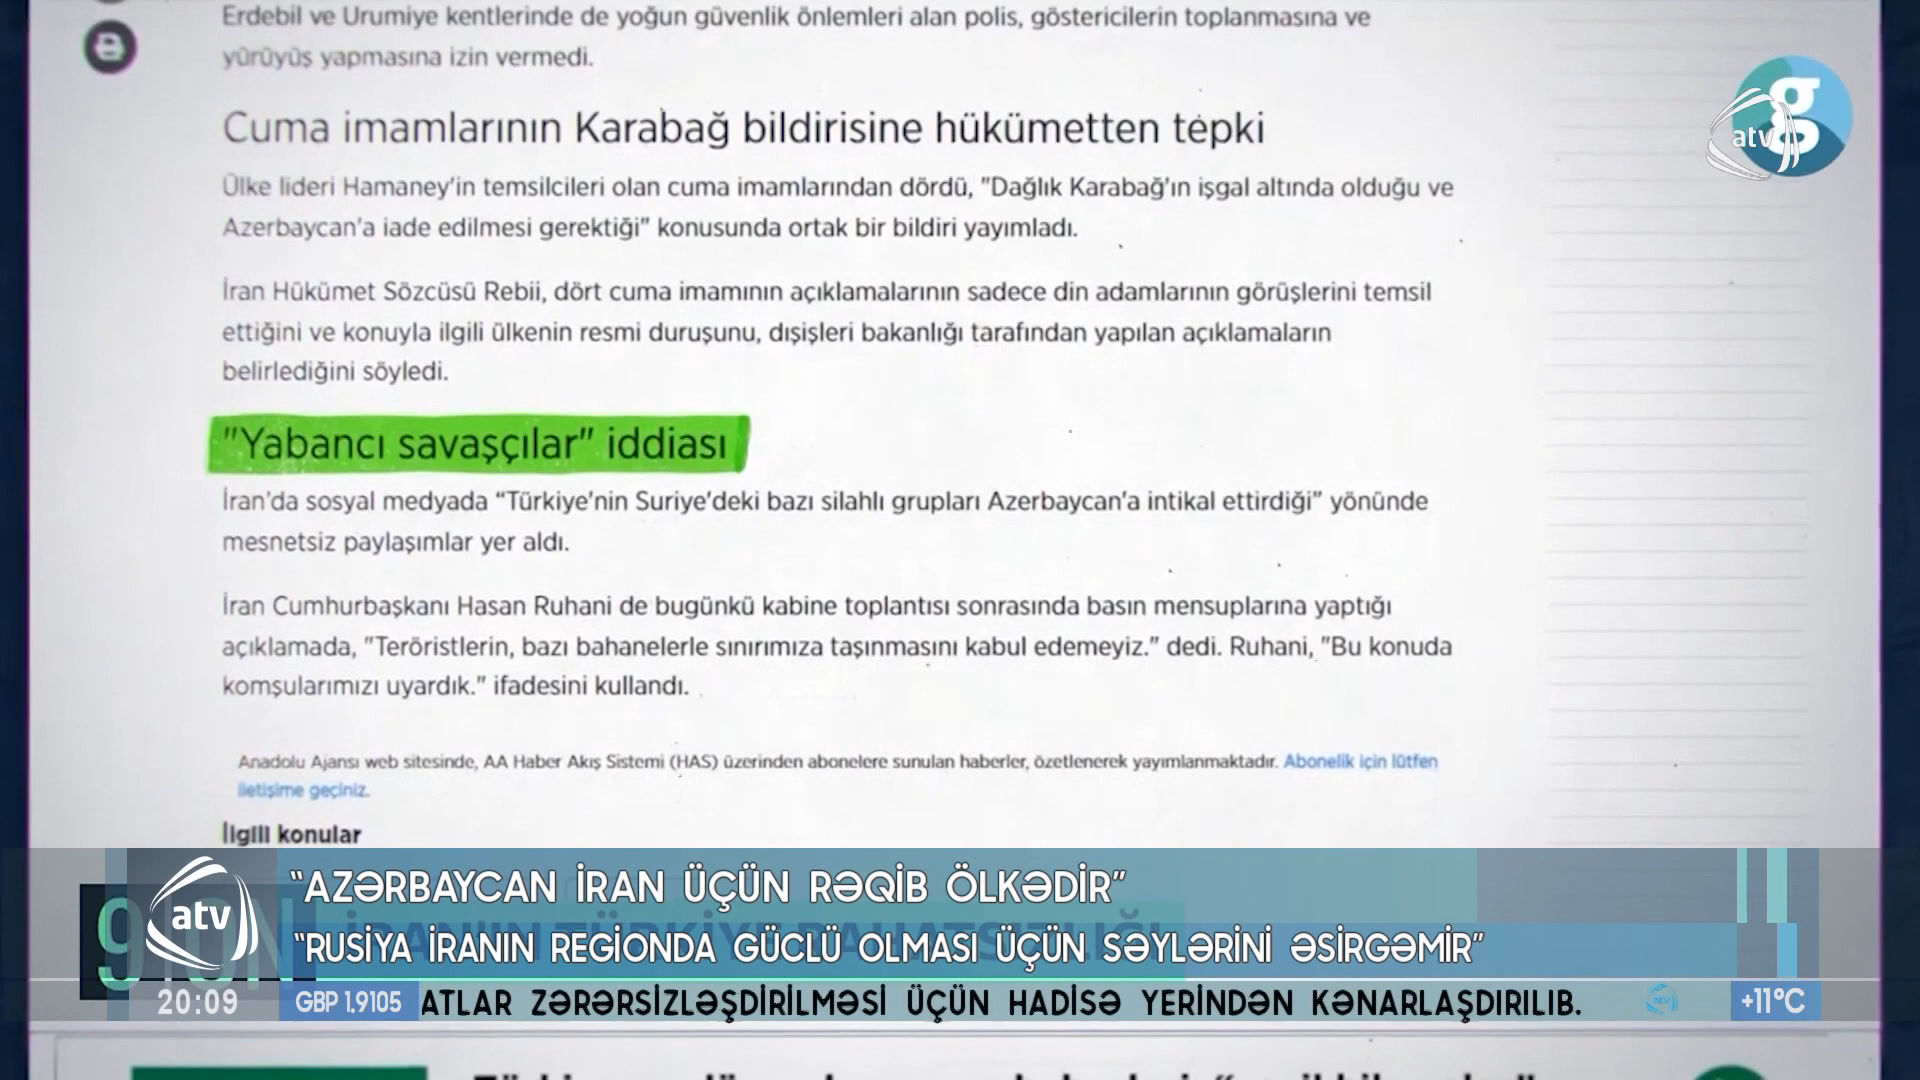 Erdebil ve Urumiye kentlerinde de yoğun güvenlik önlemleri alan polis, göstericilerin toplanmasına ve
yürüyüş yapmasına izin vermedi.
Cuma imamlarının Karabağ bildirisine hükümetten tepki
Ülke lideri Hamaney'in temsilcileri olan cuma imamlarından dördü, "Dağlık Karabağ'ın işgal altında olduğu ve
Azerbaycan'a iade edilmesi gerektiği" konusunda ortak bir bildiri yayımladı.
İran Hükümet Sözcüsü Rebii, dört cuma imamının açıklamalarının sadece din adamlarının görüşlerini temsil
ettiğini ve konuyla ilgili ülkenin resmi duruşunu, dışişleri bakanlığı tarafından yapılan açıklamaların
belirlediğini söyledi.
"Yabancı savaşçılar" iddiası
İran'da sosyal medyada “Türkiye'nin Suriye'deki bazı silahlı grupları Azerbaycan'a intikal ettirdiği” yönünde
mesnetsiz paylaşımlar yer aldı.
İran Cumhurbaşkanı Hasan Ruhani de bugünkü kabine toplantısı sonrasında basın mensuplarına yaptığı
açıklamada, "Teröristlerin, bazı bahanelerle sınırımıza taşınmasını kabul edemeyiz." dedi. Ruhani, "Bu konuda
komşularımızı uyardık." ifadesini kullandı.
Anadolu Ajansı web sitesinde, AA Haber Akış Sistemi (HAS) üzerinden abonelere sunulan haberler, özetlenerek yayımlanmaktadır. Abonelik için lütfen
iletişime geçiniz.
İlgili konular
g
atv
atv
“AZƏRBAYCAN İRAN ÜÇÜN RƏQİB ÖLKƏDİR”
“RUSİYA İRANIN REGİONDA GÜCLÜ OLMASI ÜÇÜN SƏYLƏRİNİ ƏSİRGƏMİR”
20:09 GBP 1.9105 ATLAR ZƏRƏRSİZLƏŞDİRİLMƏSİ ÜÇÜN HADİSƏ YERİNDƏN KƏNARLAŞDIRILIB. atv +11°C